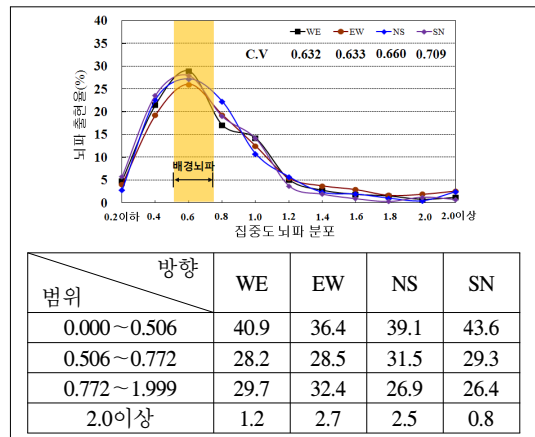 40
35
30
25
20
15
10
5
0
뇌파 출현율(%)
WE EW NS SN
C.V 0.632 0.633 0.660 0.709
배경뇌파
0.2이하 0.4 0.6 0.8 1.0 1.2 1.4 1.6 1.8 2.0 2.0이상
집중도 뇌파 분포
방향
범위
WE EW NS SN
0.000～0.506 40.9 36.4 39.1 43.6
0.506～0.772 28.2 28.5 31.5 29.3
0.772～1.999 29.7 32.4 26.9 26.4
2.0이상 1.2 2.7 2.5 0.8